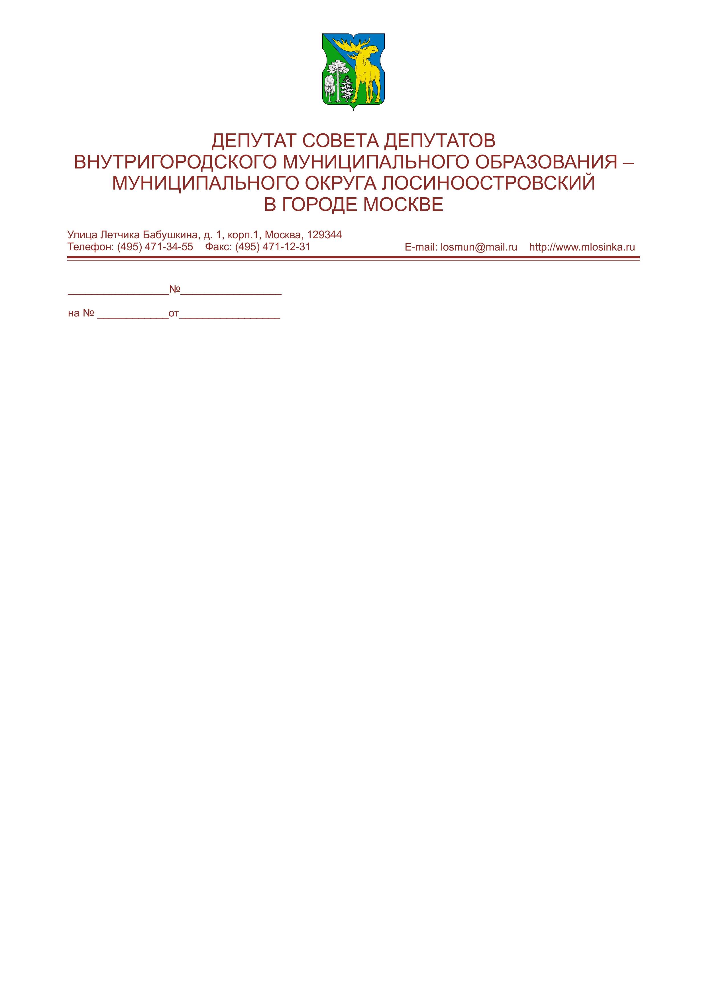 ДЕПУТАТ СОВЕТА ДЕПУТАТОВ
ВНУТРИГОРОДСКОГО МУНИЦИПАЛЬНОГО ОБРАЗОВАНИЯ –
МУНИЦИПАЛЬНОГО ОКРУГА ЛОСИНООСТРОВСКИЙ
В ГОРОДЕ МОСКВЕ
Улица Летчика Бабушкина, д. 1, корп.1, Москва, 129344
Телефон: (495) 471-34-55 Факс: (495) 471-12-31 E-mail: losmun@mail.ru http://www.mlosinka.ru
_________________№_________________
на № ____________от_________________